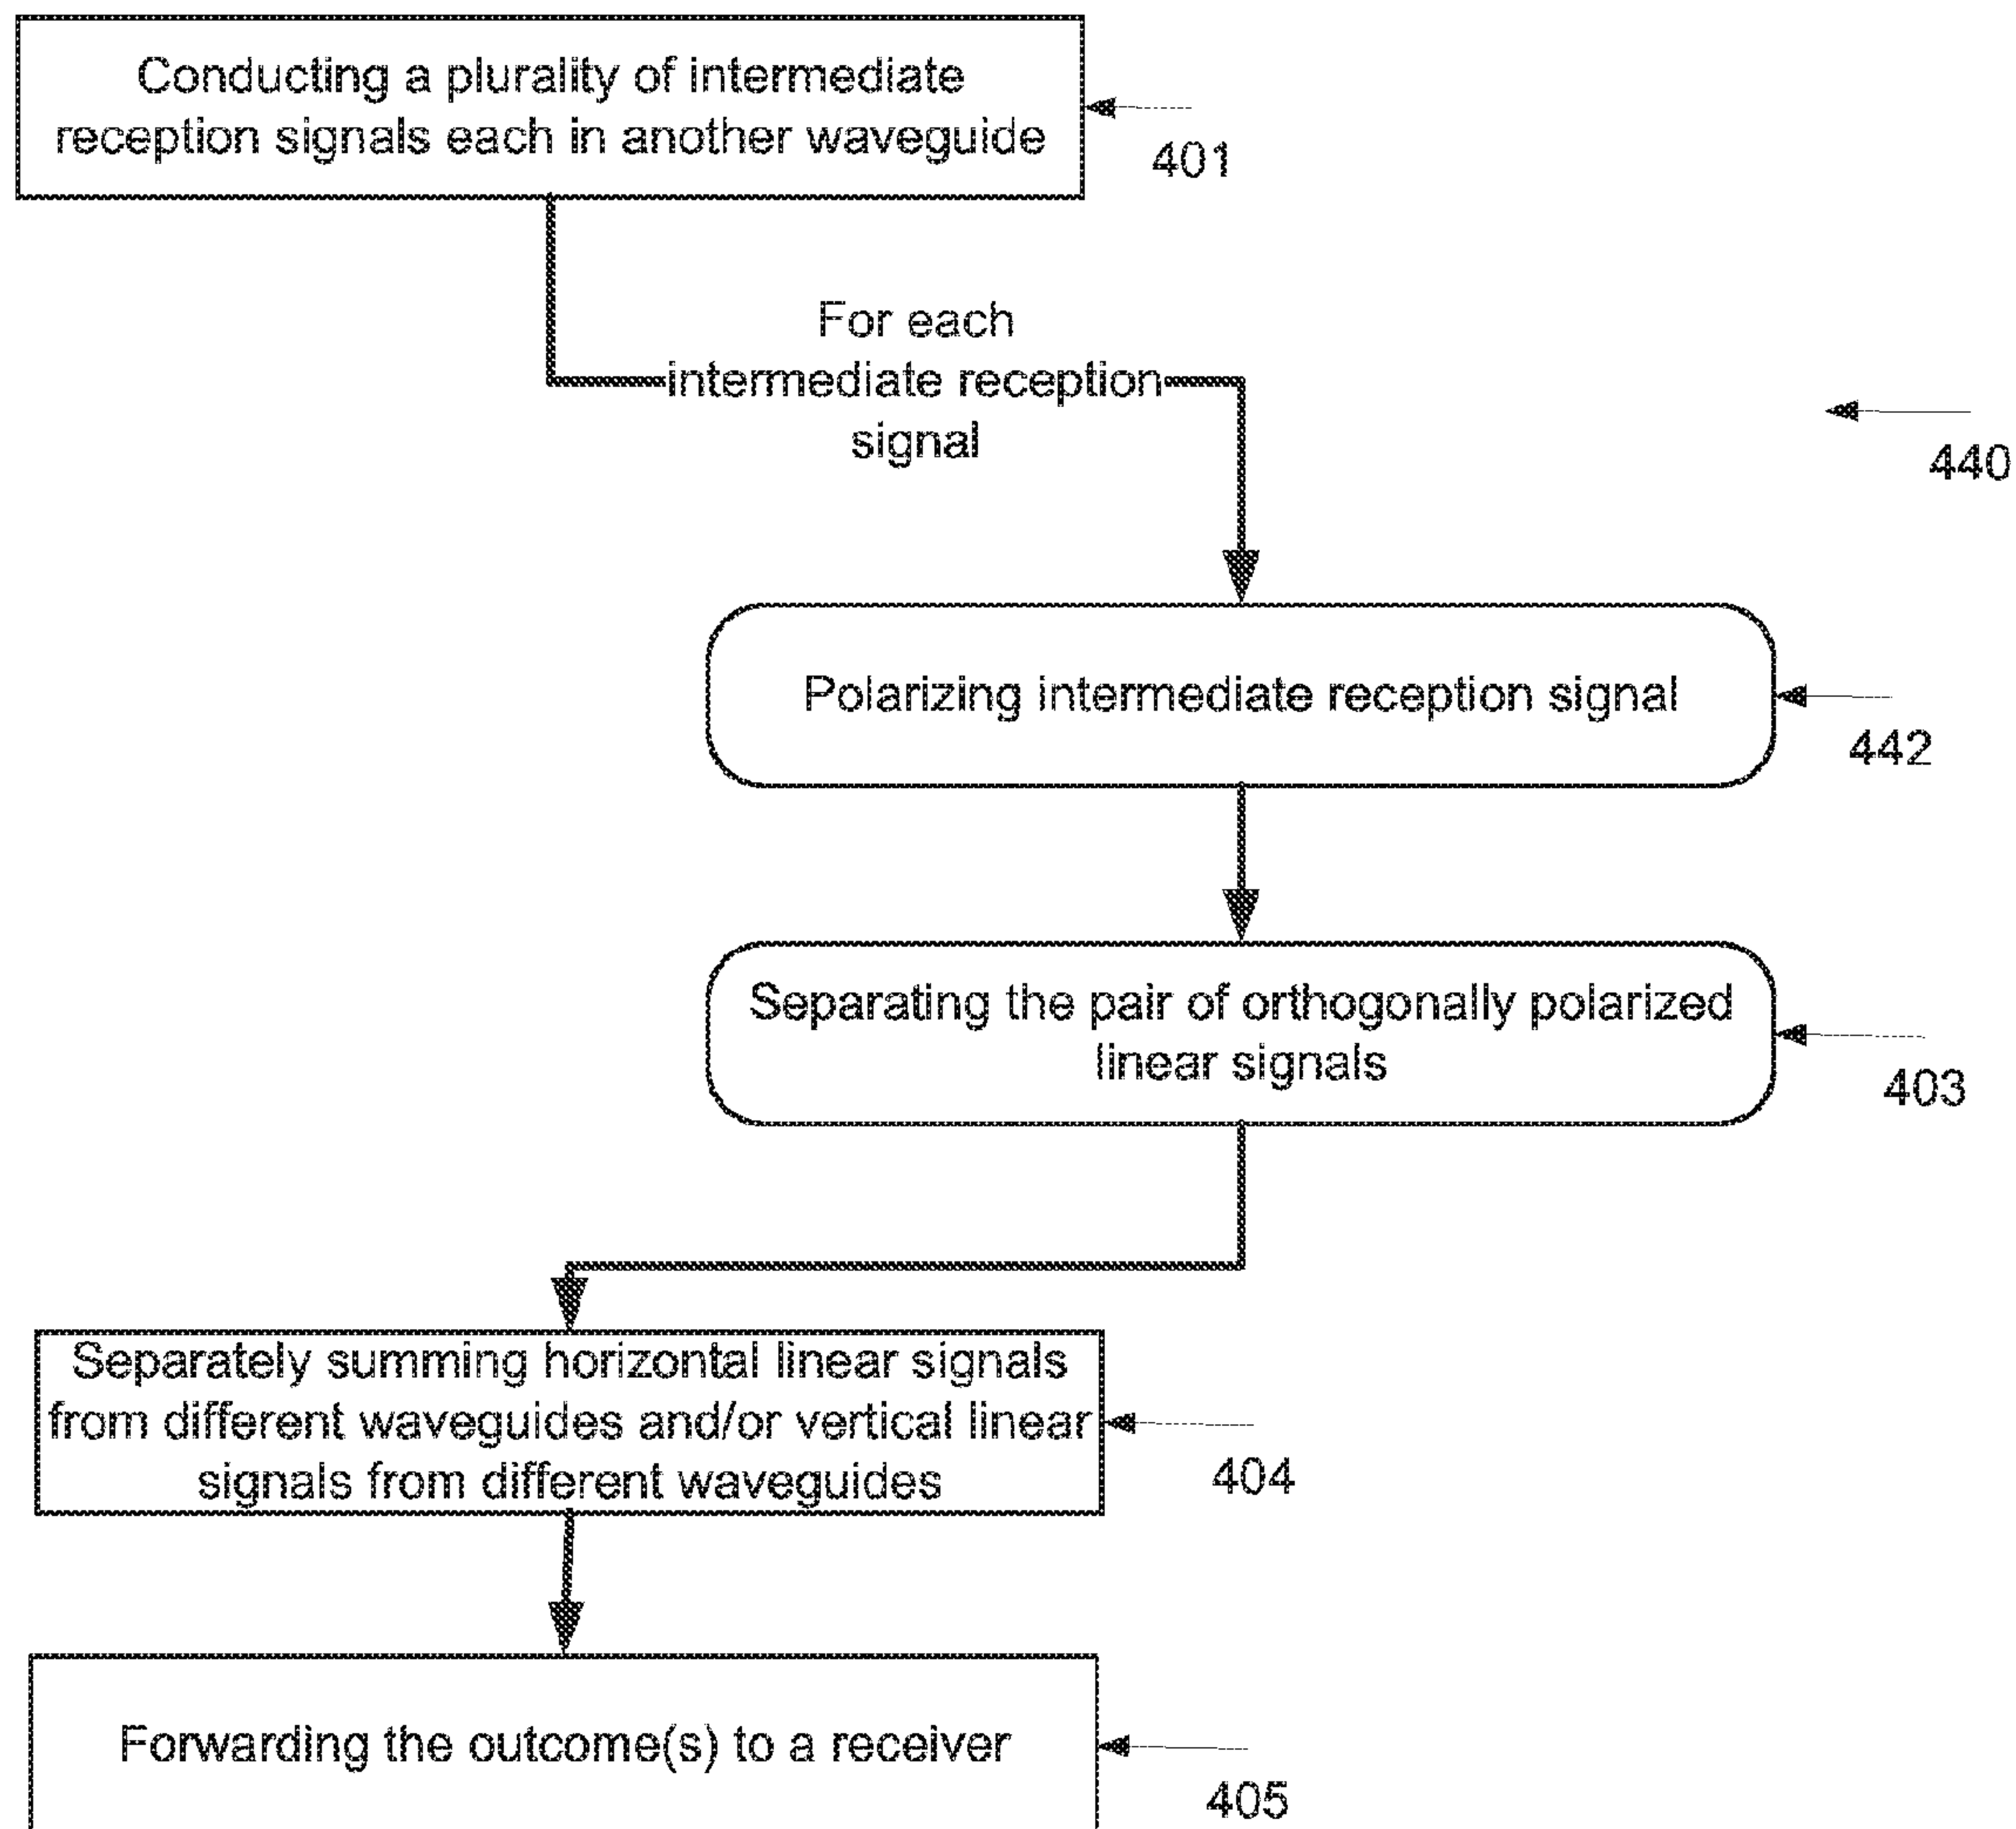 Conducting a plurality of intermediate
reception signals each in another waveguide
401
For each
intermediate reception
signal
440
Polarizing intermediate reception signal
442
Separating the pair of orthogonally polarized
linear signals
403
Separately summing horizontal linear signals
from different waveguides and/or vertical linear
signals from different waveguides
404
Forwarding the outcome(s) to a receiver
405